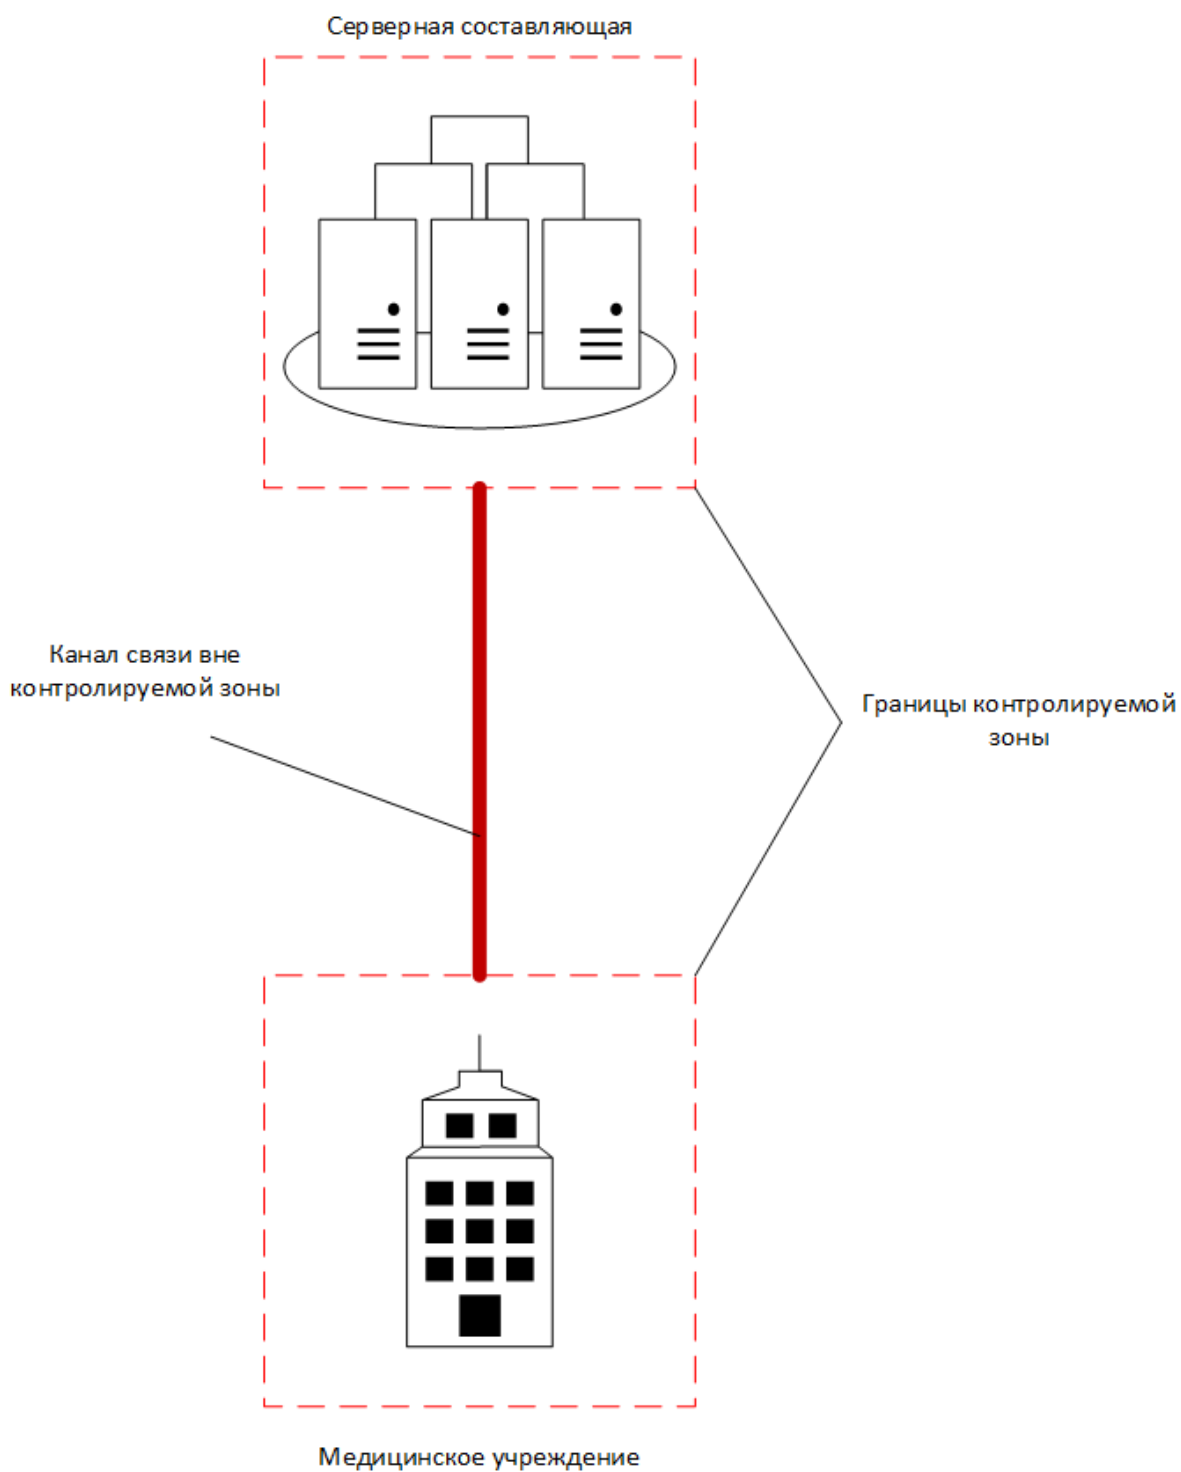 Серверная составляющая
Канал связи вне
контролируемой зоны
Границы контролируемой
зоны
Медицинское учреждение